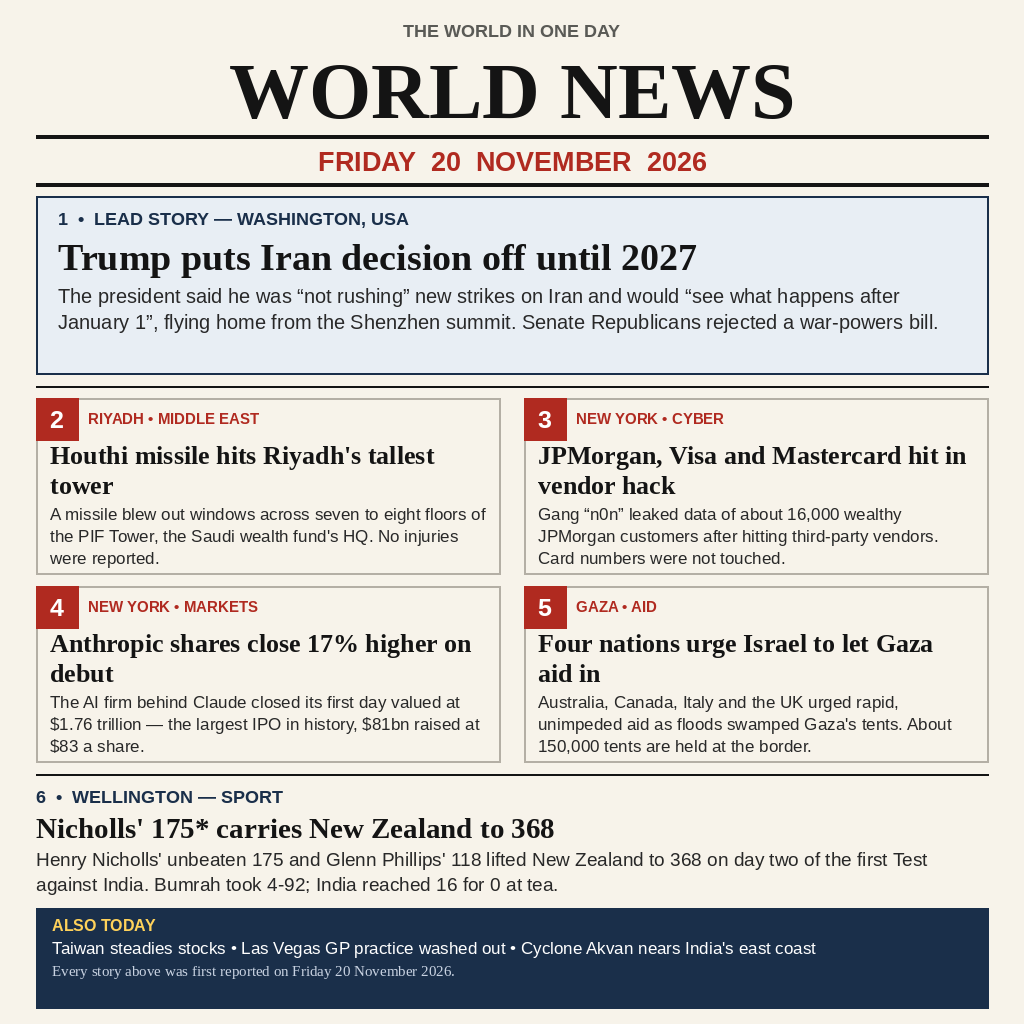 THE WORLD IN ONE DAY
WORLD NEWS
FRIDAY 20 NOVEMBER 2026
1 • LEAD STORY — WASHINGTON, USA
Trump puts Iran decision off until 2027
The president said he was “not rushing” new strikes on Iran and would “see what happens after
January 1”, flying home from the Shenzhen summit. Senate Republicans rejected a war-powers bill.
2
RIYADH • MIDDLE EAST
Houthi missile hits Riyadh's tallest
tower
A missile blew out windows across seven to eight floors of
the PIF Tower, the Saudi wealth fund's HQ. No injuries
were reported.
3
NEW YORK • CYBER
JPMorgan, Visa and Mastercard hit in
vendor hack
Gang “n0n” leaked data of about 16,000 wealthy
JPMorgan customers after hitting third-party vendors.
Card numbers were not touched.
4
NEW YORK • MARKETS
Anthropic shares close 17% higher on
debut
The AI firm behind Claude closed its first day valued at
$1.76 trillion — the largest IPO in history, $81bn raised at
$83 a share.
5
GAZA • AID
Four nations urge Israel to let Gaza
aid in
Australia, Canada, Italy and the UK urged rapid,
unimpeded aid as floods swamped Gaza's tents. About
150,000 tents are held at the border.
6 • WELLINGTON — SPORT
Nicholls' 175* carries New Zealand to 368
Henry Nicholls' unbeaten 175 and Glenn Phillips' 118 lifted New Zealand to 368 on day two of the first Test
against India. Bumrah took 4-92; India reached 16 for 0 at tea.
ALSO TODAY
Taiwan steadies stocks • Las Vegas GP practice washed out • Cyclone Akvan nears India's east coast
Every story above was first reported on Friday 20 November 2026.